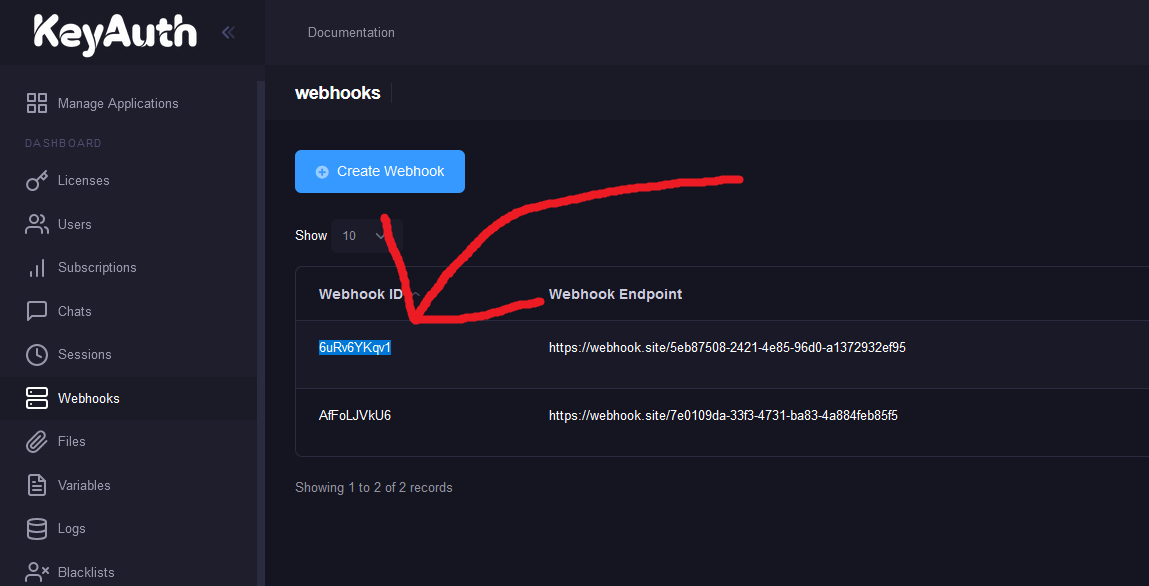 KeyAuth
Documentation
Manage Applications
DASHBOARD
Licenses
Users
Subscriptions
Chats
Sessions
Webhooks
Files
Variables
Logs
Blacklists
webhooks
Create Webhook
Show 10
Webhook ID Webhook Endpoint
6uRv6YKqv1 https://webhook.site/5eb87508-2421-4e85-96d0-a1372932ef95
AfFoLJVkU6 https://webhook.site/7e0109da-33f3-4731-ba83-4a884feb85f5
Showing 1 to 2 of 2 records